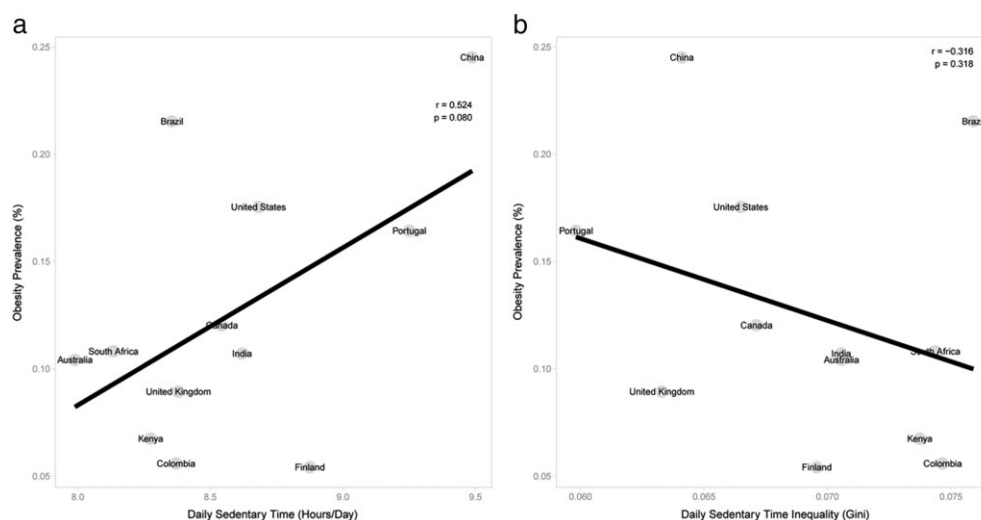 a
Obesity Prevalence (%)
0.25
0.20
0.15
0.10
0.05
China
r = 0.524
p = 0.080
Brazil
United States
Portugal
Canada
South Africa
India
Australia
United Kingdom
Kenya
Colombia
Finland
8.0 8.5 9.0 9.5
Daily Sedentary Time (Hours/Day)
b
Obesity Prevalence (%)
0.25
0.20
0.15
0.10
0.05
r = −0.316
p = 0.318
China
Brazi
United States
Portugal
Canada
India
South Africa
Australia
United Kingdom
Kenya
Colombia
Finland
0.060 0.065 0.070 0.075
Daily Sedentary Time Inequality (Gini)